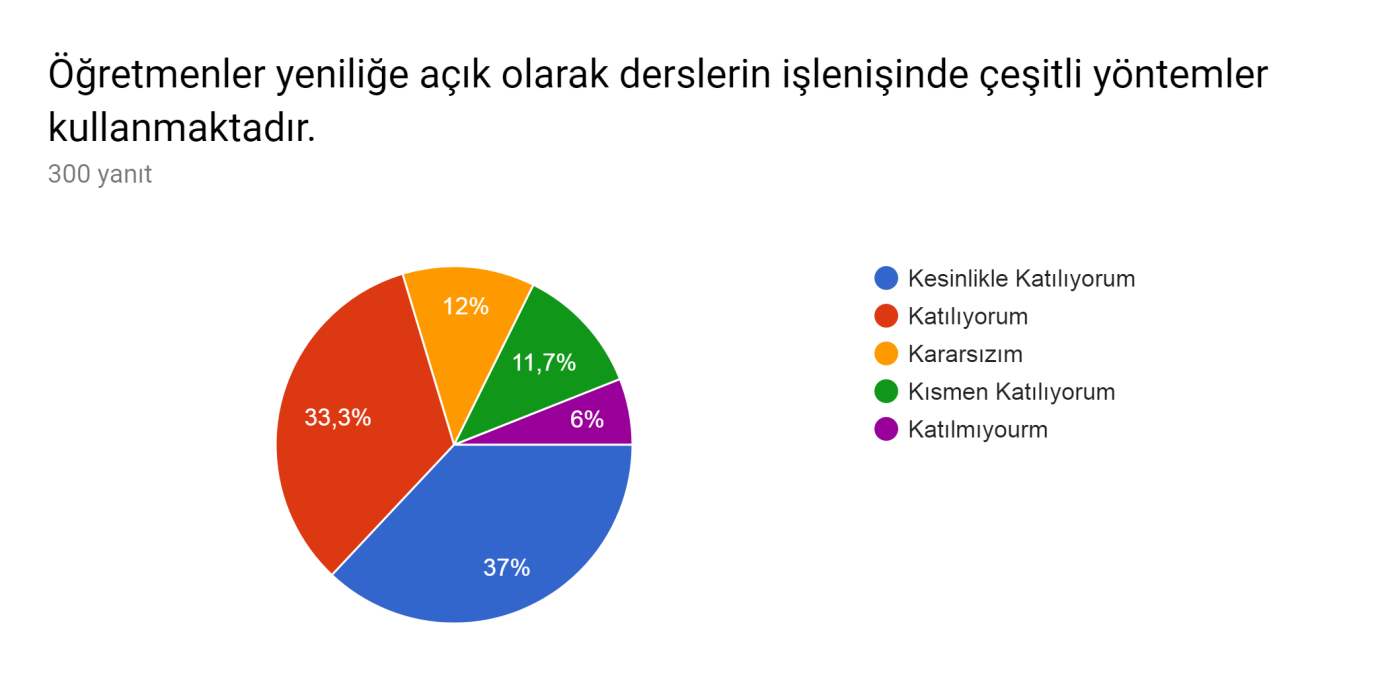 Öğretmenler yeniliğe açık olarak derslerin işlenişinde çeşitli yöntemler
kullanmaktadır.
300 yanıt
12%
11,7%
33,3%
6%
37%
Kesinlikle Katılıyorum
Katılıyorum
Kararsızım
Kısmen Katılıyorum
Katılmıyourm